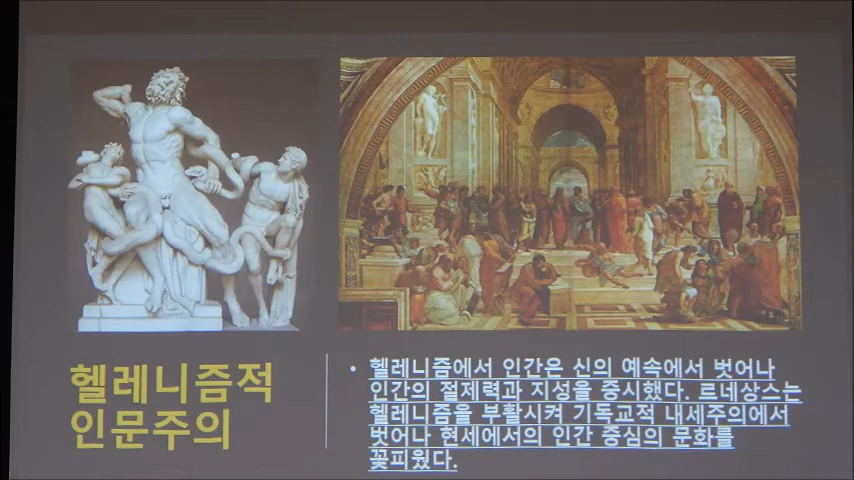 헬레니즘적
인문주의
• 헬레니즘에서 인간은 신의 예속에서 벗어나
인간의 절제력과 지성을 중시했다. 르네상스는
헬레니즘을 부활시켜 기독교적 내세주의에서
벗어나 현세에서의 인간 중심의 문화를
꽃피웠다.